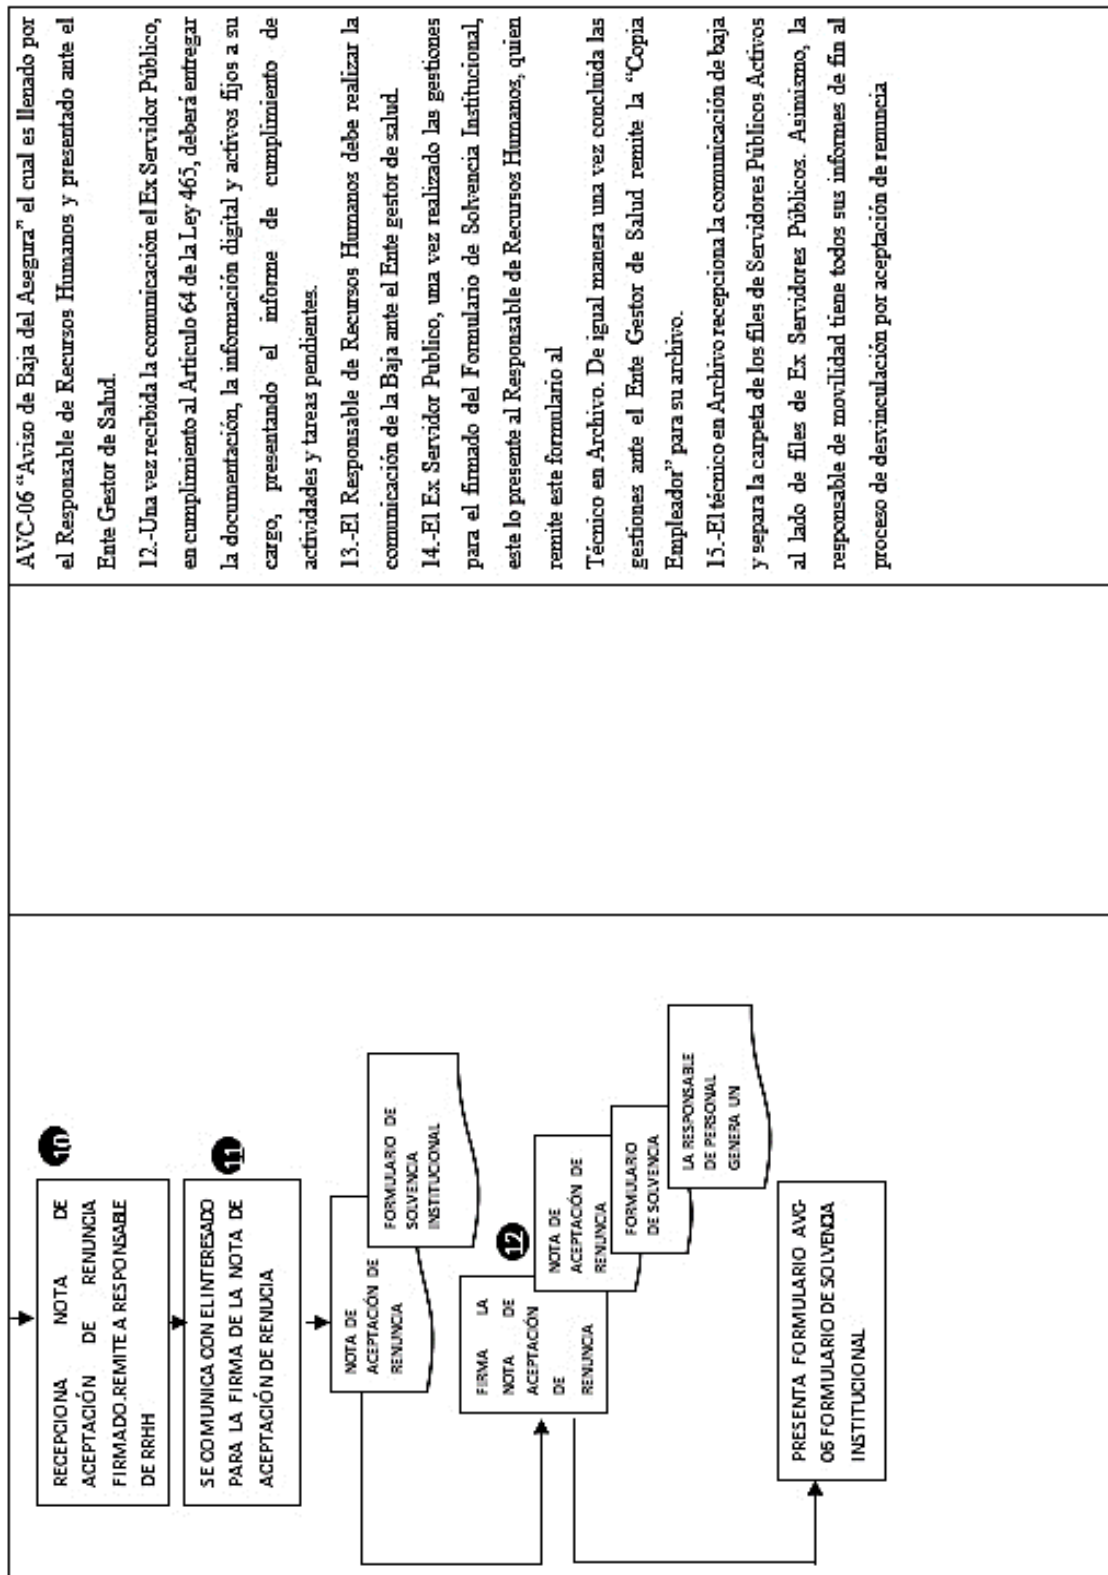 RECEPCIONA NOTA DE
ACEPTACIÓN DE RENUNCIA
FIRMADO.REMITE A RESPONSABLE
DE RRHH
10
SE COMUNICA CON EL INTERESADO
PARA LA FIRMA DE LA NOTA DE
ACEPTACIÓN DE RENUCIA
11
NOTA DE
ACEPTACIÓN DE
RENUNCIA
FORMULARIO DE
SOLVENCIA
INSTITUCIONAL
FIRMA LA
NOTA DE
ACEPTACIÓN
DE
RENUNCIA
12
NOTA DE
ACEPTACIÓN DE
RENUNCIA
FORMULARIO
DE SOLVENCIA
LA RESPONSABLE
DE PERSONAL
GENERA UN
PRESENTA FORMULARIO AVG-
06 FORMULARIO DE SOLVENCIA
INSTITUCIONAL
AVC-06 “Aviso de Baja del Asegura” el cual es llenado por
el Responsable de Recursos Humanos y presentado ante el
Ente Gestor de Salud.
12.-Una vez recibida la comunicación el Ex Servidor Público,
en cumplimiento al Articulo 64 de la Ley 465, deberá entregar
la documentación, la información digital y activos fijos a su
cargo, presentando el informe de cumplimiento de
actividades y tareas pendientes.
13.-El Responsable de Recursos Humanos debe realizar la
comunicación de la Baja ante el Ente gestor de salud.
14.-El Ex Servidor Publico, una vez realizado las gestiones
para el firmado del Formulario de Solvencia Institucional,
este lo presente al Responsable de Recursos Humanos, quien
remite este formulario al
Técnico en Archivo. De igual manera una vez concluida las
gestiones ante el Ente Gestor de Salud remite la “Copia
Empleador” para su archivo.
15.-El técnico en Archivo recepciona la comunicación de baja
y separa la carpeta de los files de Servidores Públicos Activos
al lado de files de Ex Servidores Públicos. Asimismo, la
responsable de movilidad tiene todos sus informes de fin al
proceso de desvinculación por aceptación de renuncia